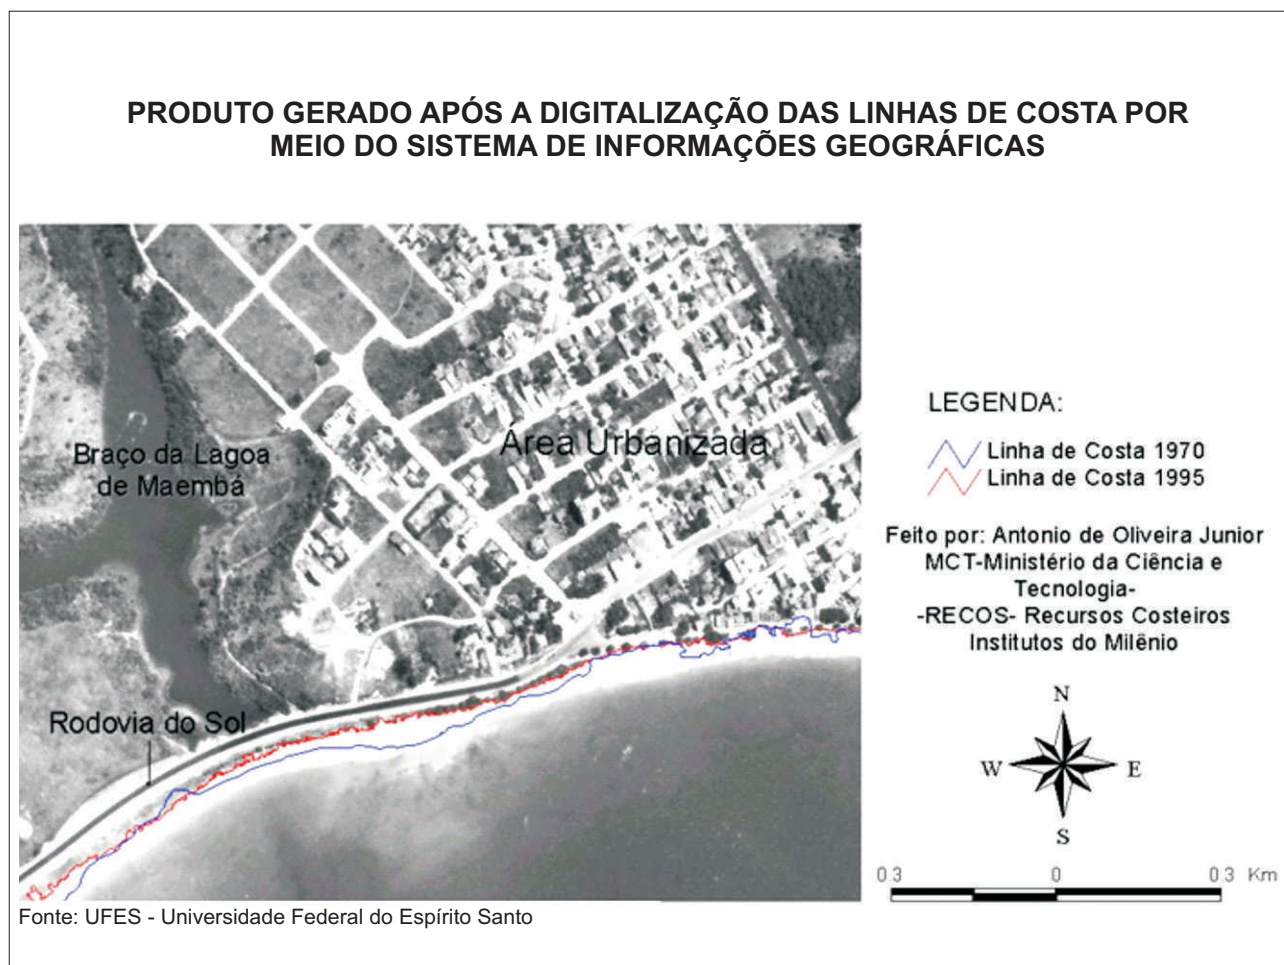 PRODUTO GERADO APÓS A DIGITALIZAÇÃO DAS LINHAS DE COSTA POR
MEIO DO SISTEMA DE INFORMAÇÕES GEOGRÁFICAS
Braço da Lagoa
de Maembá
Área Urbanizada
Rodovia do Sol
LEGENDA:
Linha de Costa 1970
Linha de Costa 1995
Feito por: Antonio de Oliveira Junior
MCT-Ministério da Ciência e
Tecnologia-
-RECOS- Recursos Costeiros
Institutos do Milênio
N
W E
S
0 3 0 0 3 Km
Fonte: UFES - Universidade Federal do Espírito Santo